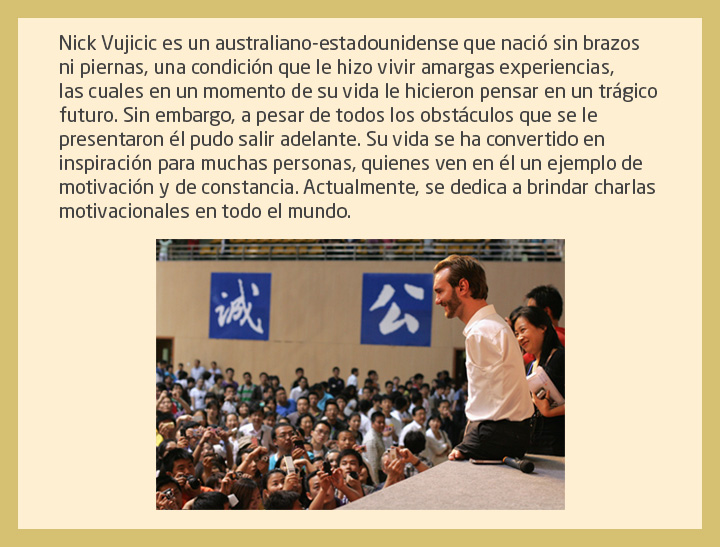 Nick Vujicic es un australiano-estadounidense que nació sin brazos
ni piernas, una condición que le hizo vivir amargas experiencias,
las cuales en un momento de su vida le hicieron pensar en un trágico
futuro. Sin embargo, a pesar de todos los obstáculos que se le
presentaron él pudo salir adelante. Su vida se ha convertido en
inspiración para muchas personas, quienes ven en él un ejemplo de
motivación y de constancia. Actualmente, se dedica a brindar charlas
motivacionales en todo el mundo.
诚 公